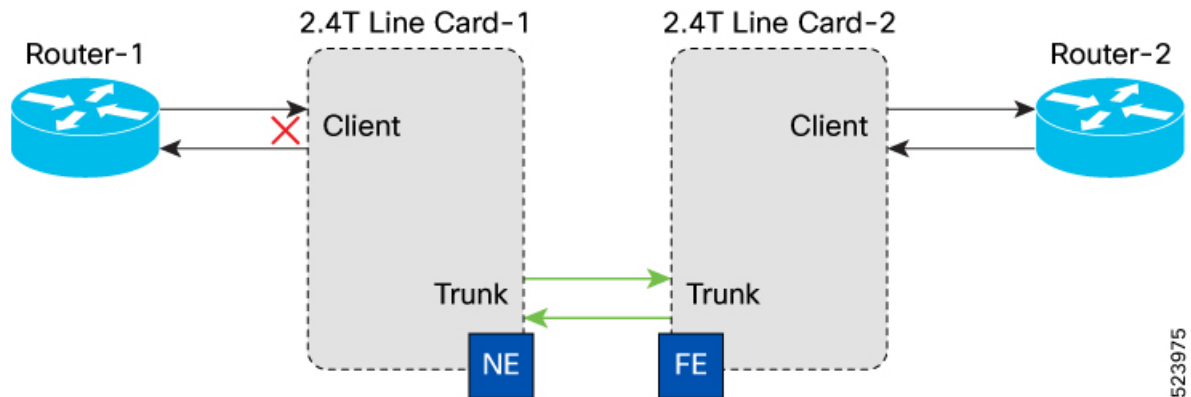 2.4T Line Card-1
2.4T Line Card-2
Router-1
Router-2
Client
Client
Trunk
Trunk
NE
FE
523975